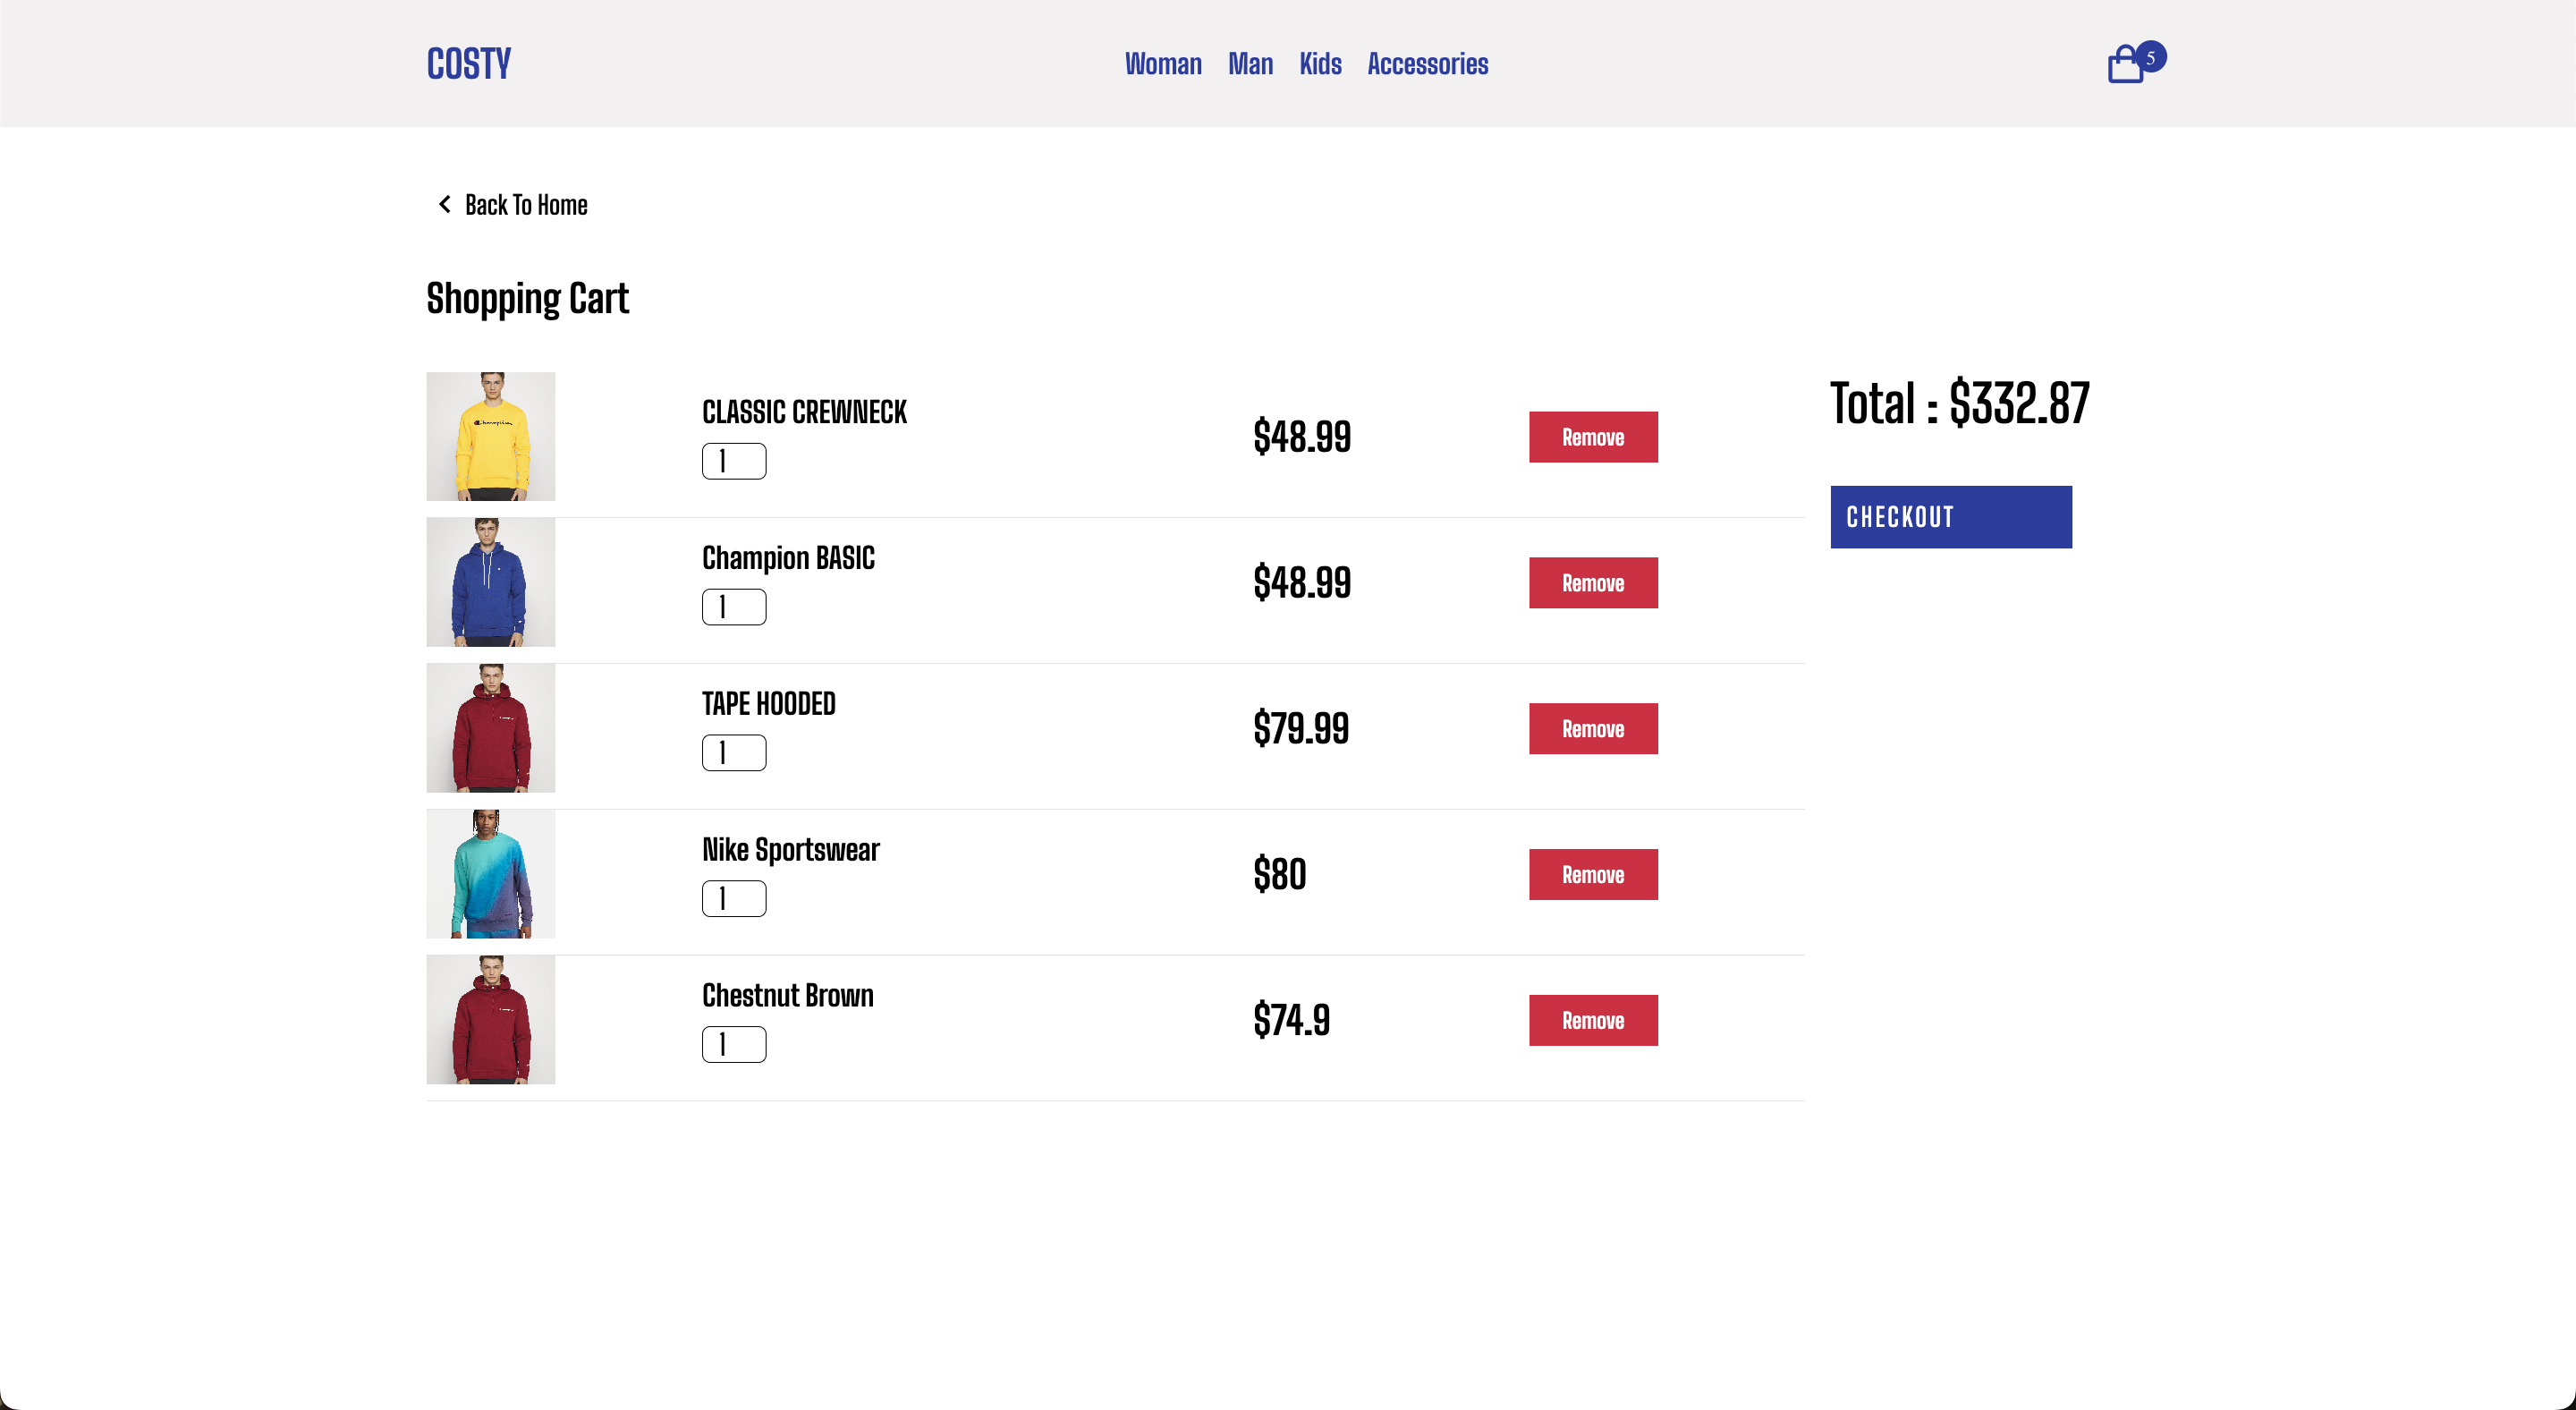 COSTY
Woman Man Kids Accessories
5
Back To Home
Shopping Cart
CLASSIC CREWNECK
1
$48.99
Remove
Total : $332.87
CHECKOUT
Champion BASIC
1
$48.99
Remove
TAPE HOODED
1
$79.99
Remove
Nike Sportswear
1
$80
Remove
Chestnut Brown
1
$74.9
Remove